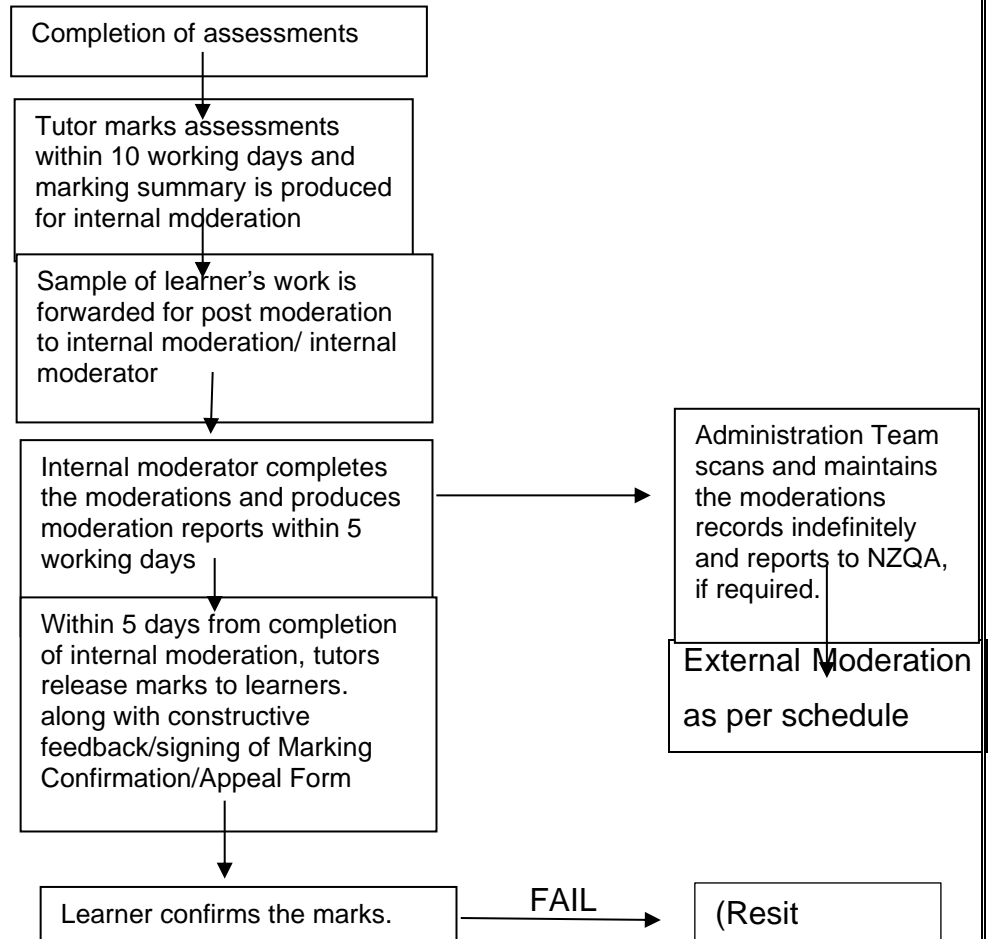 Completion of assessments
Tutor marks assessments
within 10 working days and
marking summary is produced
for internal moderation
Sample of learner’s work is
forwarded for post moderation
to internal moderation/ internal
moderator
Internal moderator completes
the moderations and produces
moderation reports within 5
working days
Administration Team
scans and maintains
the moderations
records indefinitely
and reports to NZQA,
if required.
Within 5 days from completion
of internal moderation, tutors
release marks to learners.
along with constructive
feedback/signing of Marking
Confirmation/Appeal Form
External Moderation
as per schedule
Learner confirms the marks.
FAIL
(Resit